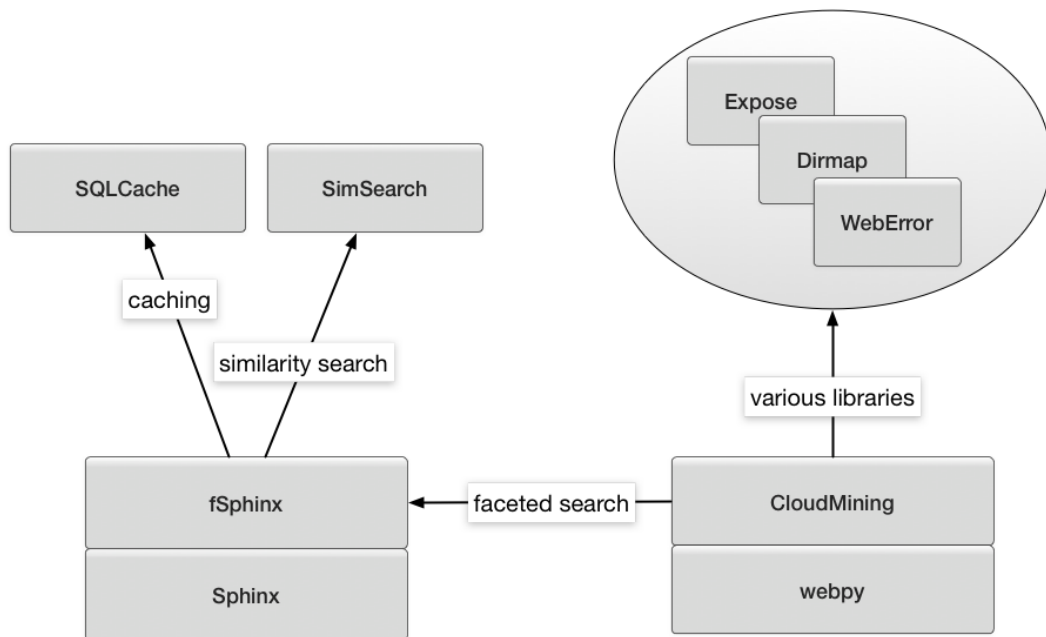 Expose
Dirmap
WebError
SQLCache
SimSearch
caching
similarity search
various libraries
fSphinx
faceted search
CloudMining
Sphinx
webpy